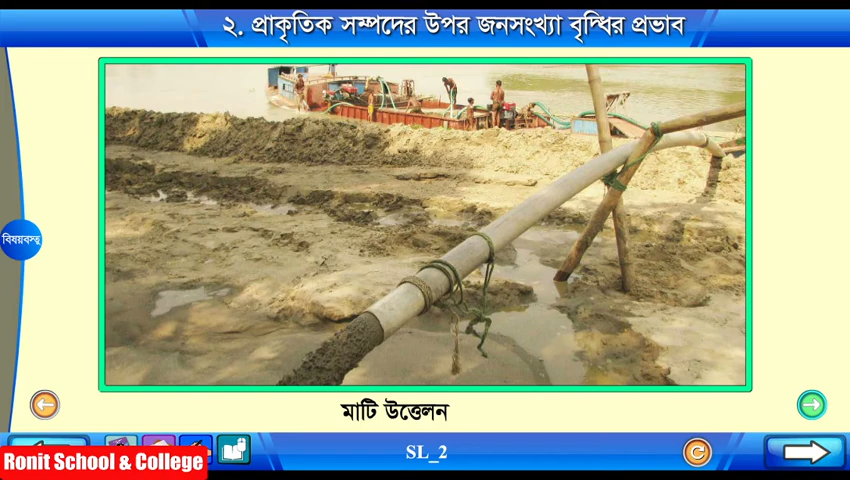 ২. প্রাকৃতিক সম্পদের উপর জনসংখ্যা বৃদ্ধির প্রভাব
বিষয়বস্তু
মাটি উত্তেলন
SL_2
Ronit School & College